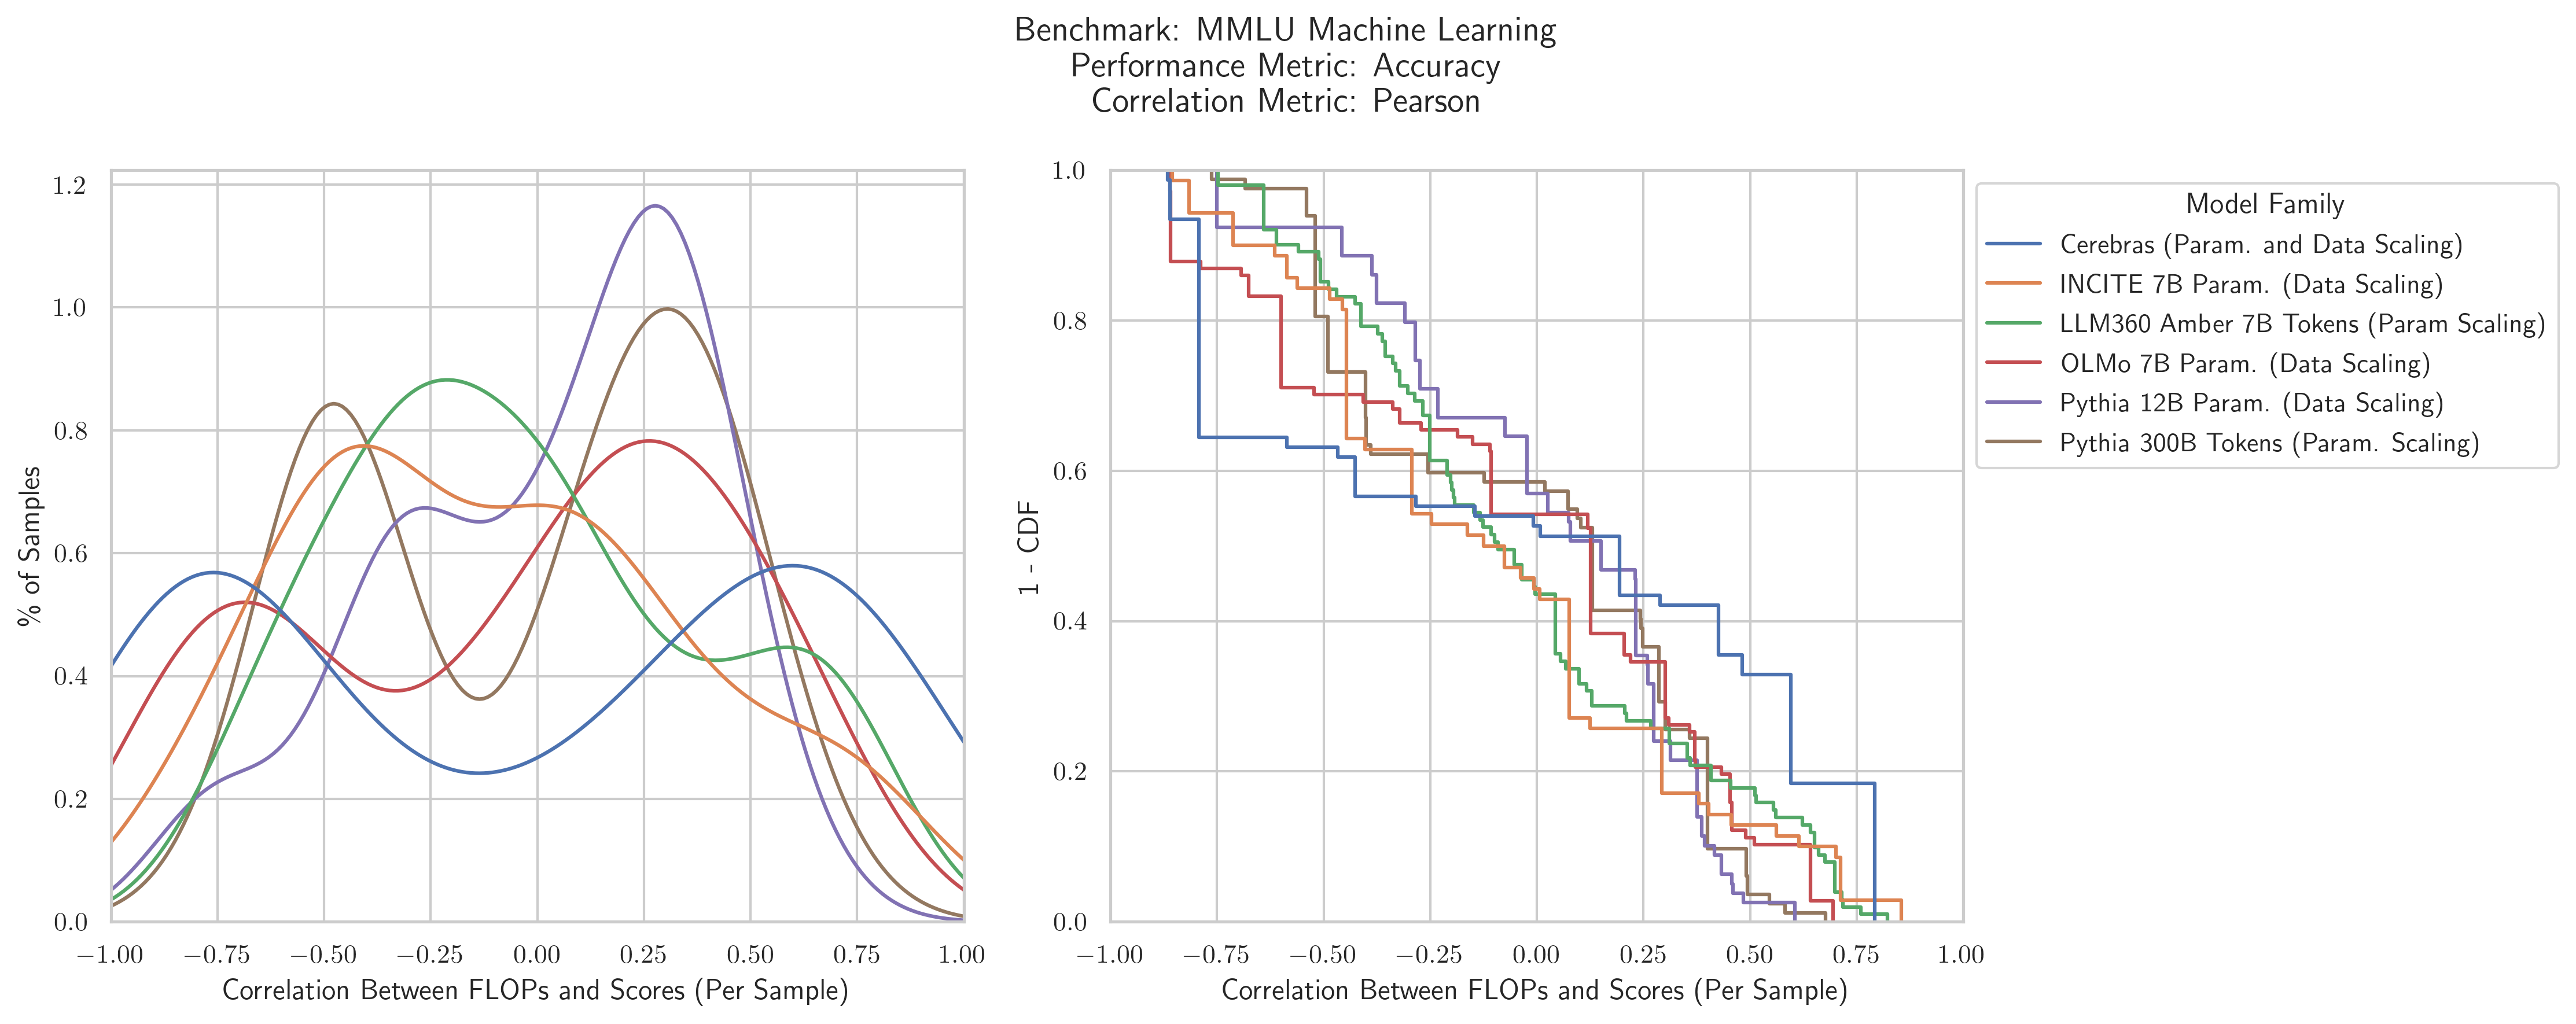 Benchmark: MMLU Machine Learning
Performance Metric: Accuracy
Correlation Metric: Pearson
% of Samples
1.2
1.0
0.8
0.6
0.4
0.2
0.0
−1.00 −0.75 −0.50 −0.25 0.00 0.25 0.50 0.75 1.00
Correlation Between FLOPs and Scores (Per Sample)
1 - CDF
1.0
0.8
0.6
0.4
0.2
0.0
−1.00 −0.75 −0.50 −0.25 0.00 0.25 0.50 0.75 1.00
Correlation Between FLOPs and Scores (Per Sample)
Model Family
Cerebras (Param. and Data Scaling)
INCITE 7B Param. (Data Scaling)
LLM360 Amber 7B Tokens (Param Scaling)
OLMo 7B Param. (Data Scaling)
Pythia 12B Param. (Data Scaling)
Pythia 300B Tokens (Param. Scaling)